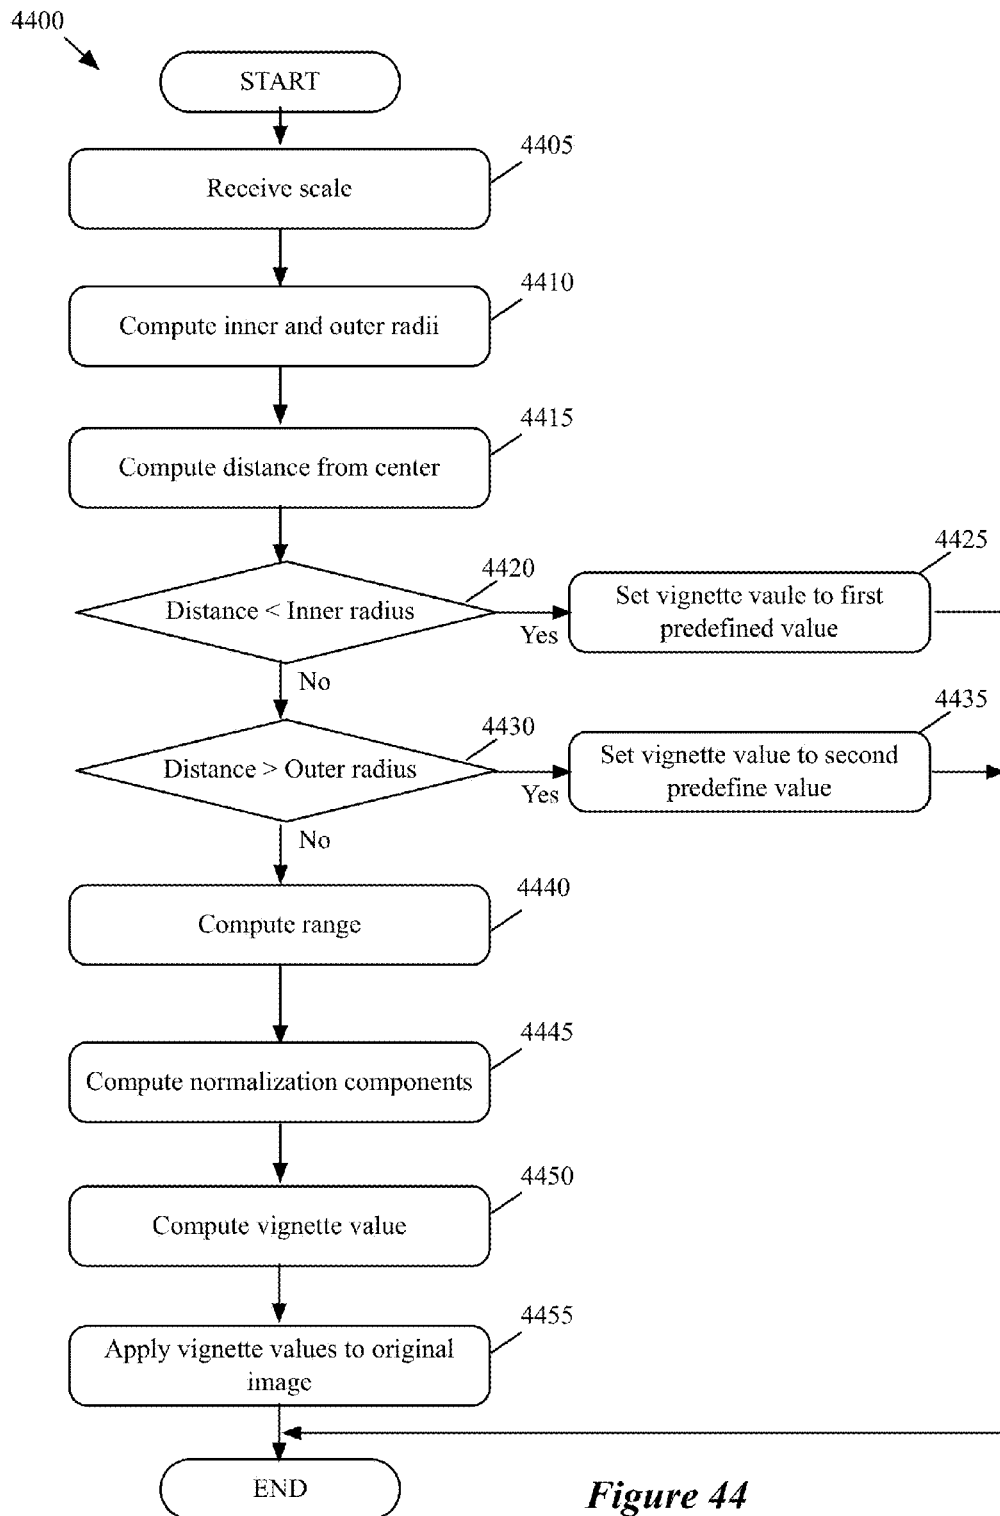 4400
START
4405
Receive scale
4410
Compute inner and outer radii
4415
Compute distance from center
4420
Distance < Inner radius
Yes
4425
Set vignette vaule to first
predefined value
No
4430
Distance > Outer radius
Yes
4435
Set vignette value to second
predefine value
No
4440
Compute range
4445
Compute normalization components
4450
Compute vignette value
4455
Apply vignette values to original
image
END
Figure 44